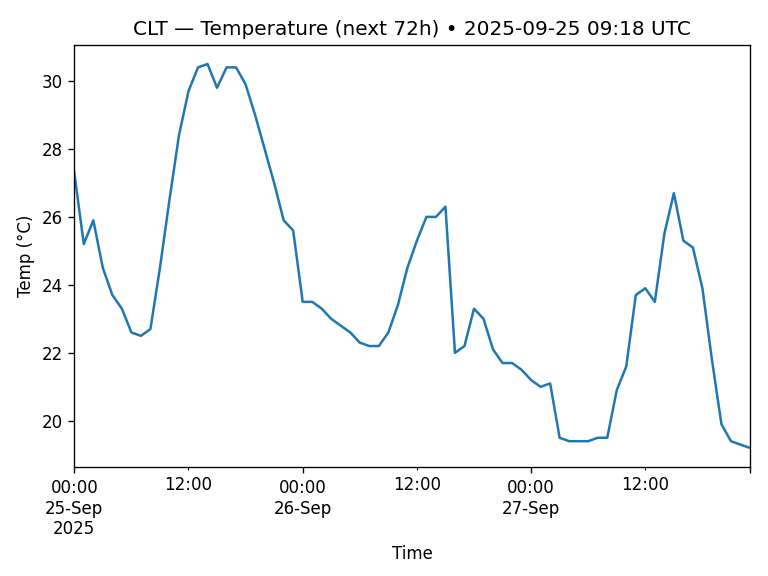 CLT — Temperature (next 72h) • 2025-09-25 09:18 UTC
30
28
26
24
22
20
Temp (°C)
00:00 12:00 00:00 12:00 00:00 12:00
25-Sep 26-Sep 27-Sep
2025
Time